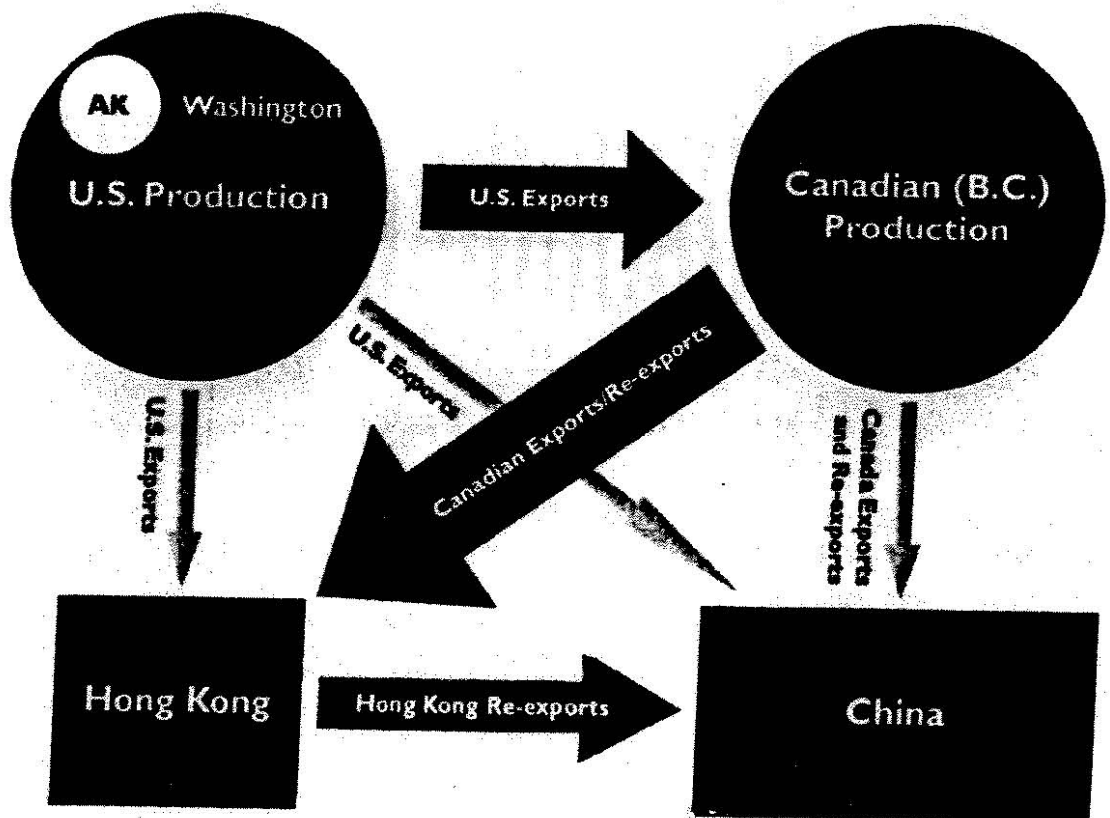 AK
Washington
U.S. Production
U.S. Exports
Canadian (B.C.)
Production
U.S. Exports
U.S. Exports
Canadian Exports/Re-exports
Canada Exports
and Re-exports
Hong Kong
Hong Kong Re-exports
China